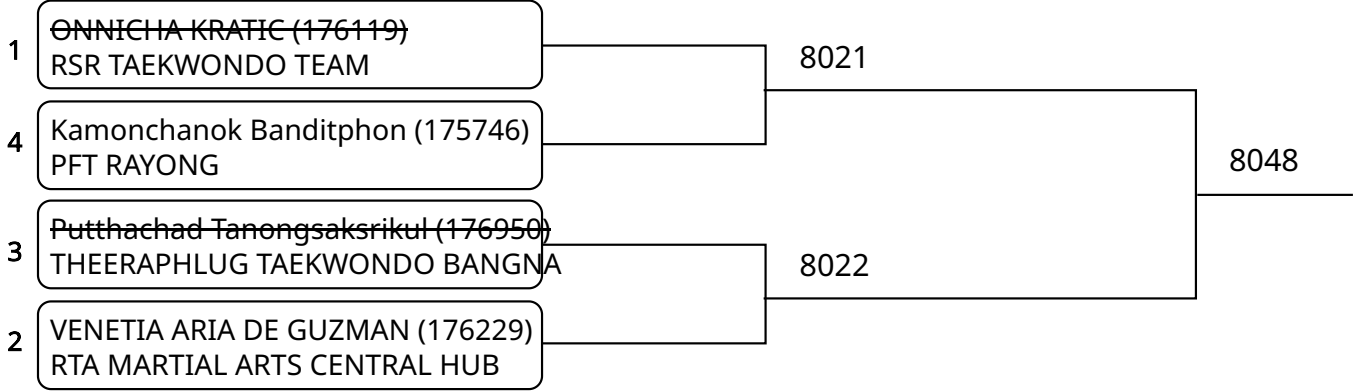 1
ONNICHA KRATIC (176119)
RSR TAEKWONDO TEAM
4
Kamonchanok Banditphon (175746)
PFT RAYONG
3
Putthachad Tanongsaksrikul (176950)
THEERAPHLUG TAEKWONDO BANGNA
2
VENETIA ARIA DE GUZMAN (176229)
RTA MARTIAL ARTS CENTRAL HUB
8021
8022
8048